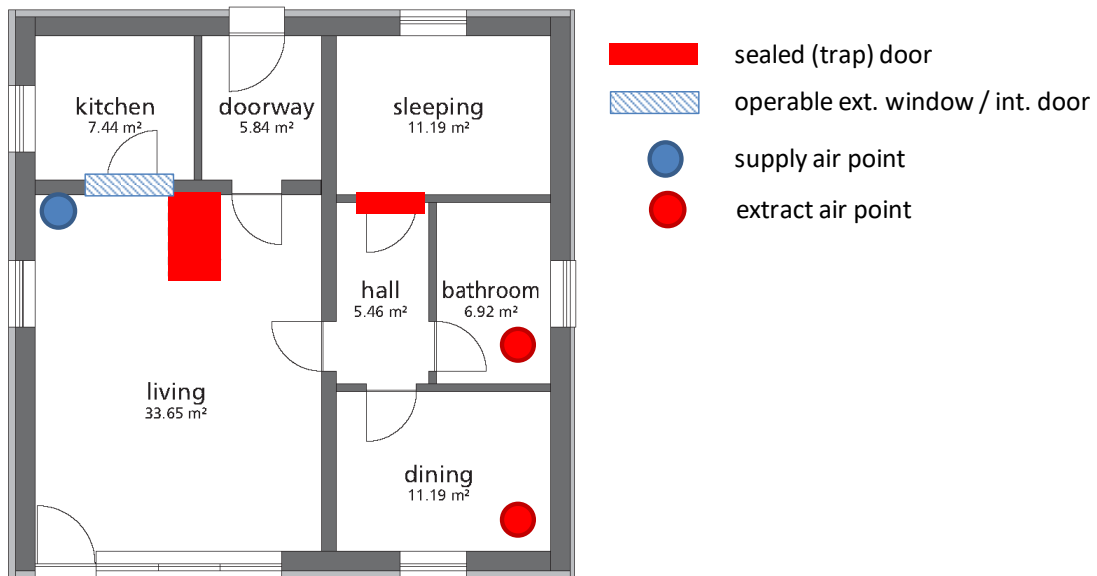 kitchen
7.44 m²
doorway
5.84 m²
sleeping
11.19 m²
hall
5.46 m²
bathroom
6.92 m²
living
33.65 m²
dining
11.19 m²
sealed (trap) door
operable ext. window / int. door
supply air point
extract air point